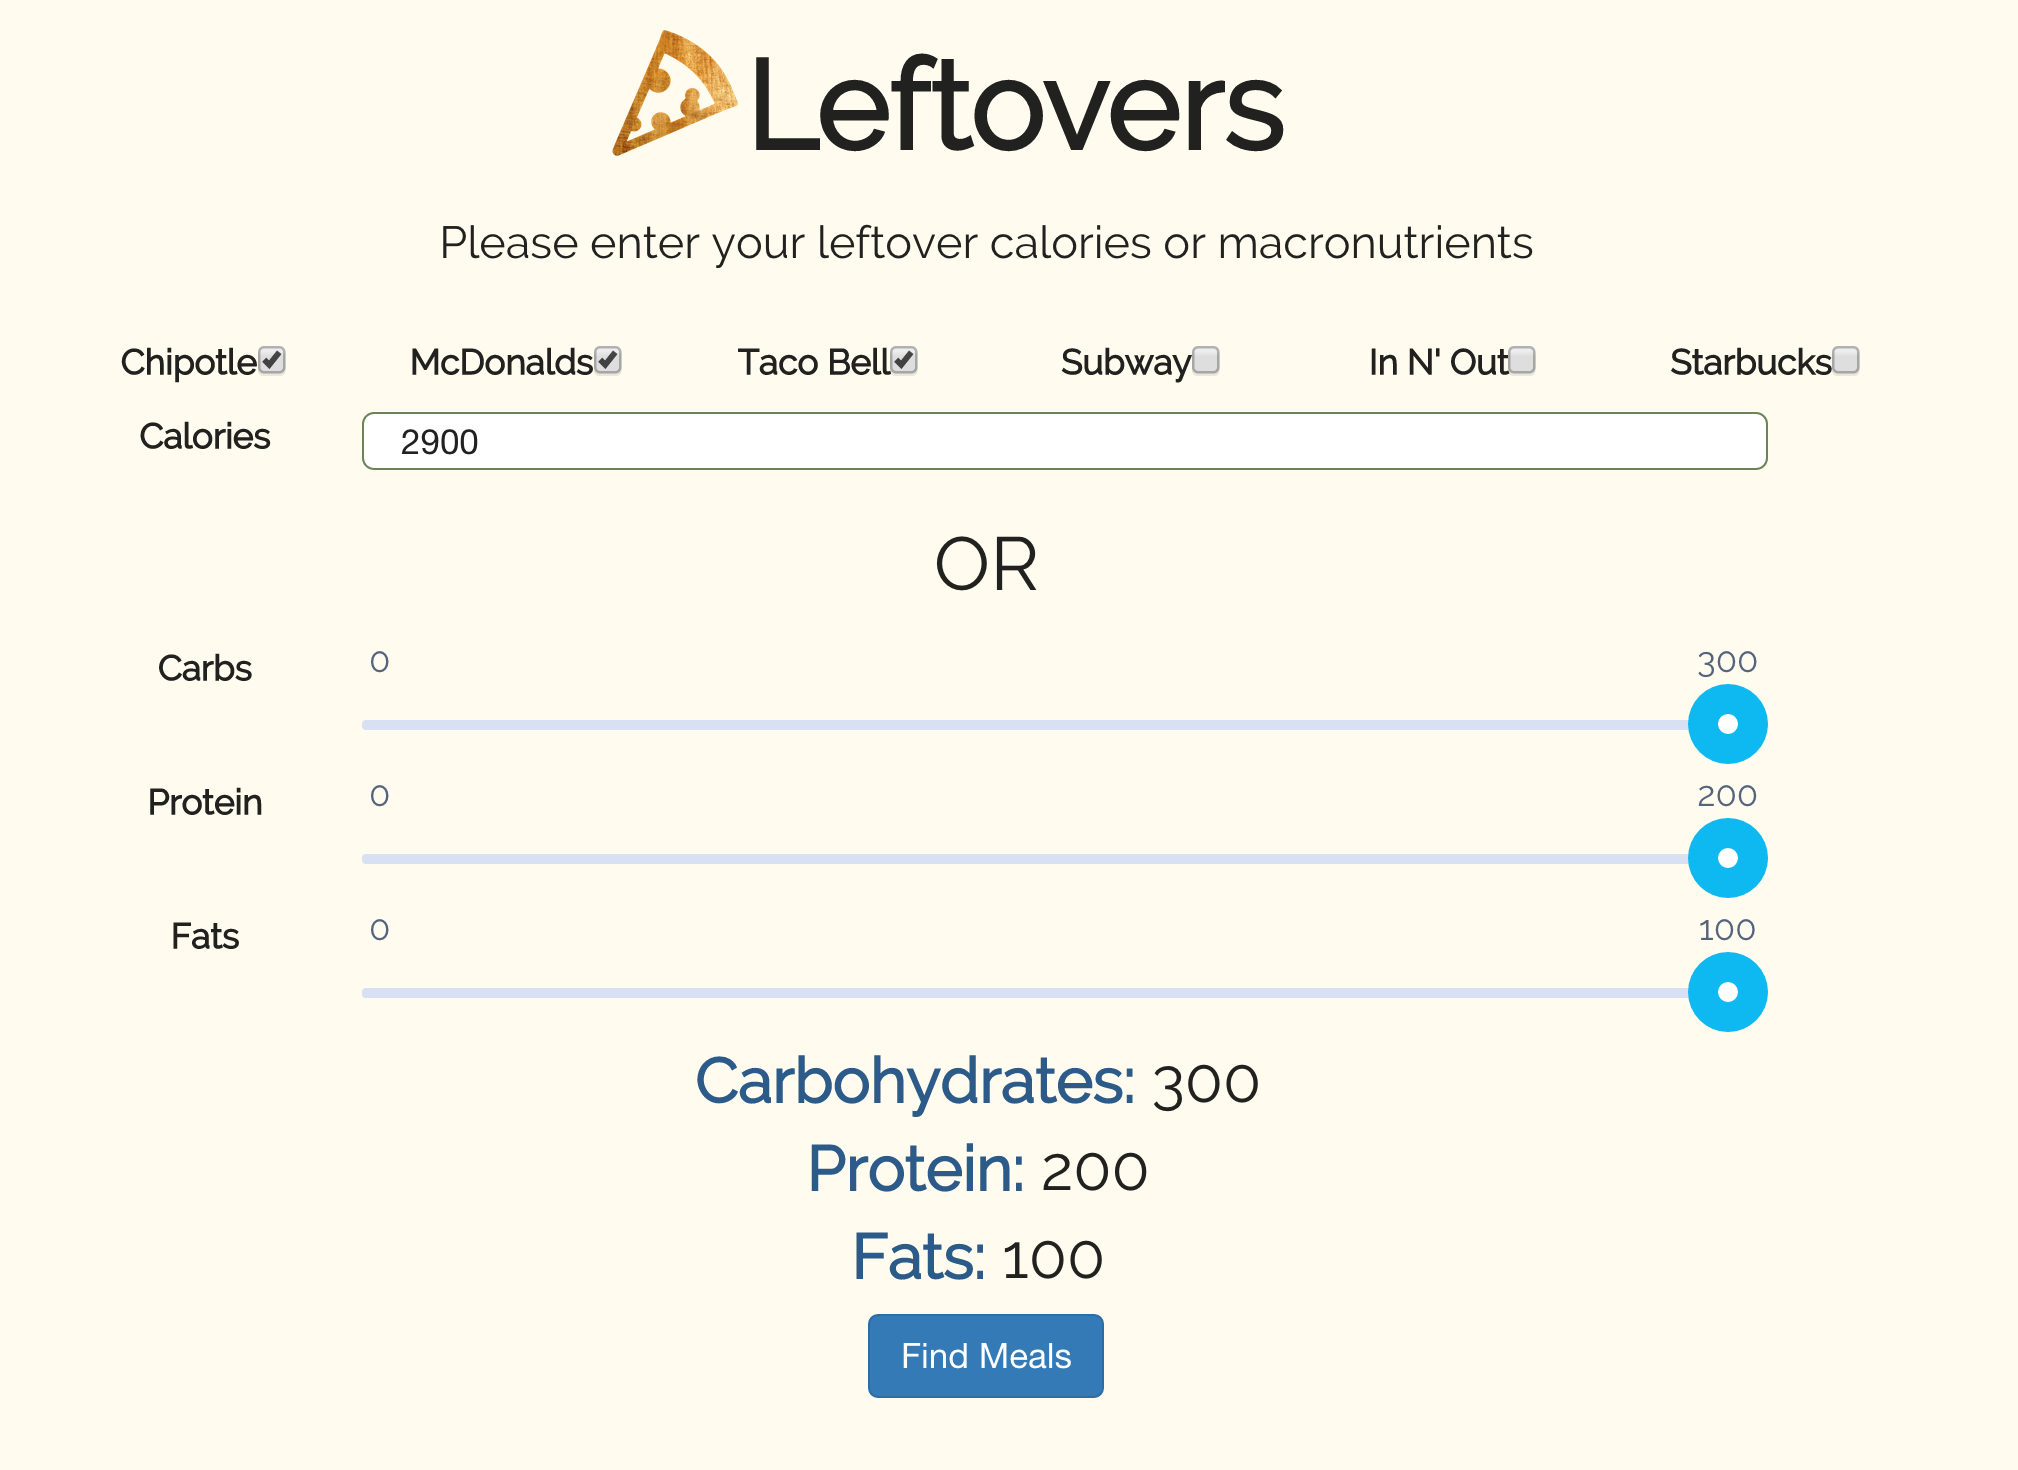 Leftovers
Please enter your leftover calories or macronutrients
Chipotle McDonalds Taco Bell Subway In N' Out Starbucks
Calories 2900
OR
Carbs 0 300
Protein 0 200
Fats 0 100
Carbohydrates: 300
Protein: 200
Fats: 100
Find Meals